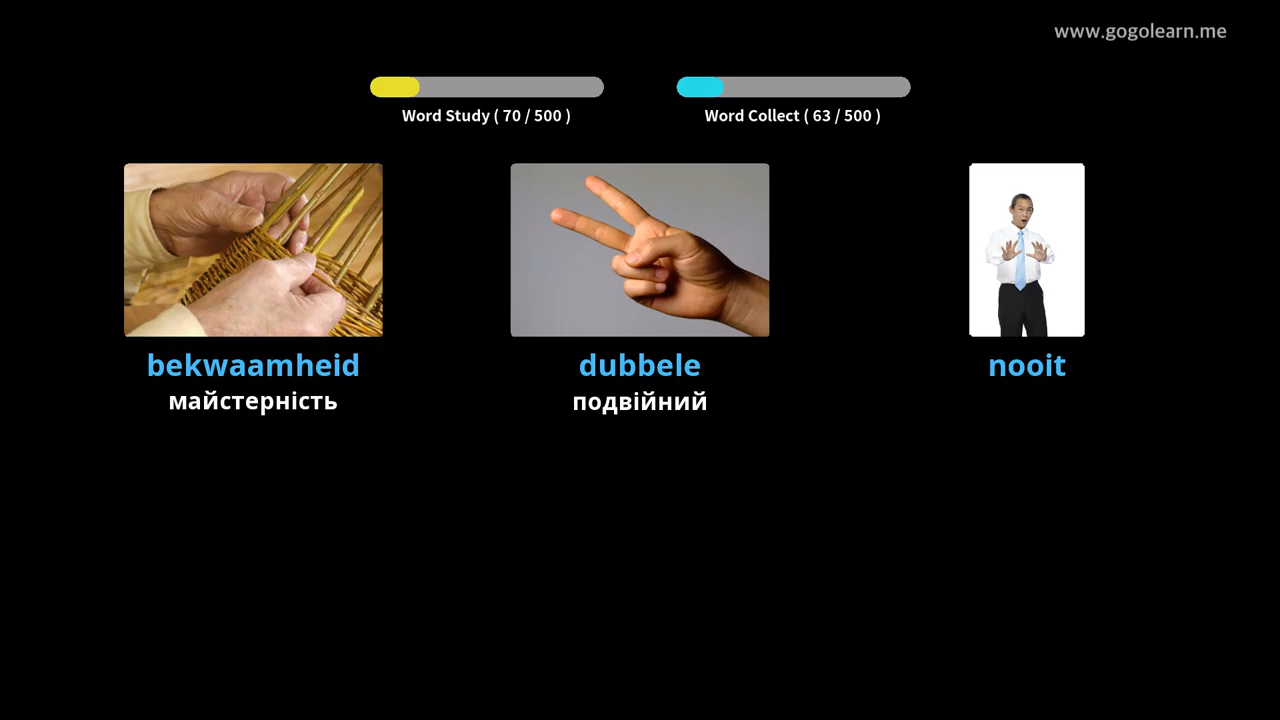 www.gogolearn.me
Word Study ( 70 / 500 )
Word Collect ( 63 / 500 )
bekwaamheid
майстерність
dubbele
подвійний
nooit